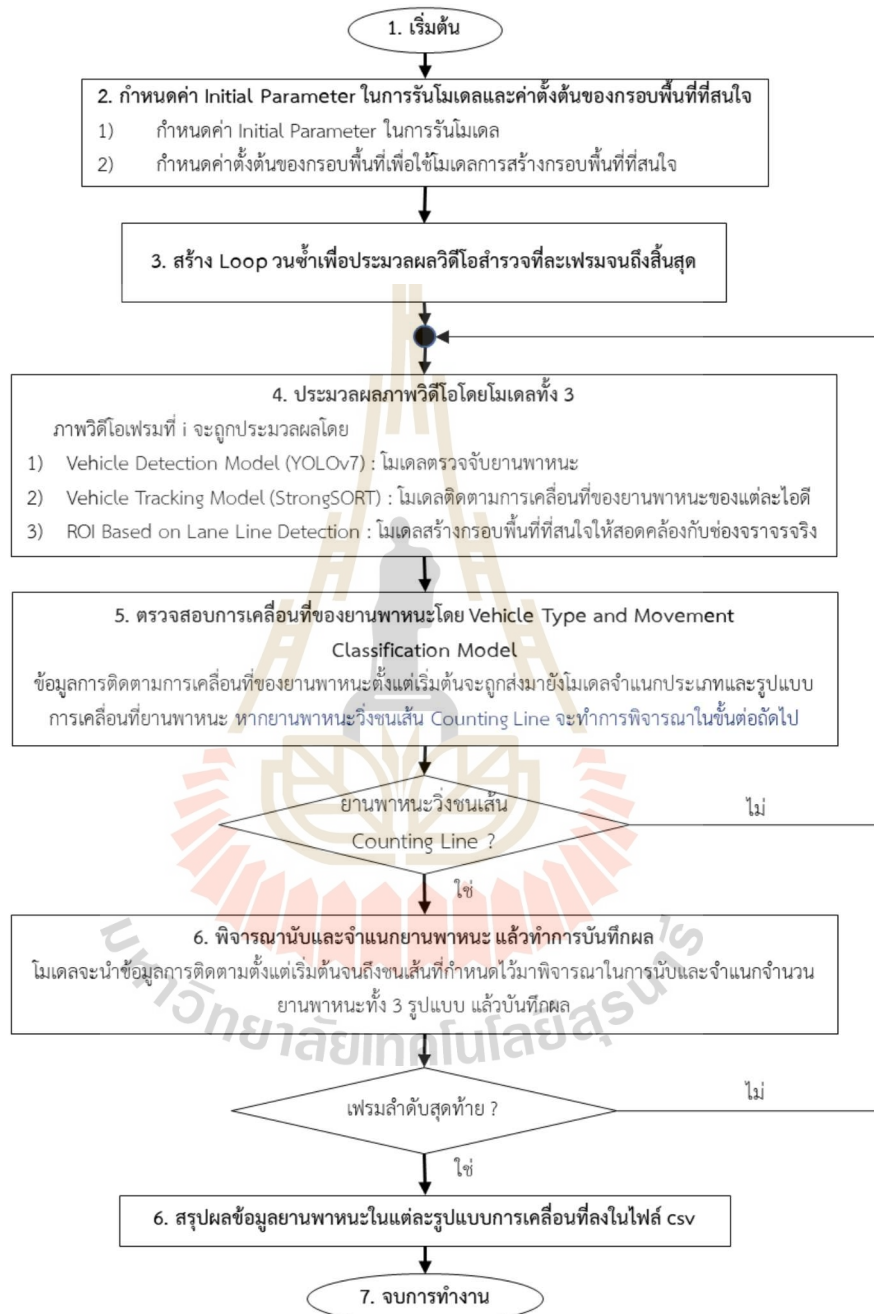 1. เริ่มต้น
2. กำหนดค่า Initial Parameter ในการรันโมเดลและค่าตั้งต้นของกรอบพื้นที่ที่สนใจ
1) กำหนดค่า Initial Parameter ในการรันโมเดล
2) กำหนดค่าตั้งต้นของกรอบพื้นที่เพื่อใช้โมเดลการสร้างกรอบพื้นที่ที่สนใจ
3. สร้าง Loop วนซ้ำเพื่อประมวลผลวิดีโอสำรวจที่ละเฟรมจนถึงสิ้นสุด
4. ประมวลผลภาพวิดีโอโดยโมเดลทั้ง 3
ภาพวิดีโอเฟรมที่ i จะถูกประมวลผลโดย
1) Vehicle Detection Model (YOLOv7) : โมเดลตรวจจับยานพาหนะ
2) Vehicle Tracking Model (StrongSORT) : โมเดลติดตามการเคลื่อนที่ของยานพาหนะของแต่ละไอดี
3) ROI Based on Lane Line Detection : โมเดลสร้างกรอบพื้นที่ที่สนใจให้สอดคล้องกับช่องจราจรจริง
5. ตรวจสอบการเคลื่อนที่ของยานพาหนะโดย Vehicle Type and Movement
Classification Model
ข้อมูลการติดตามการเคลื่อนที่ของยานพาหนะตั้งแต่เริ่มต้นจะถูกส่งมายังโมเดลจำแนกประเภทและรูปแบบ
การเคลื่อนที่ยานพาหนะ หากยานพาหนะวิ่งชนเส้น Counting Line จะทำการพิจารณาในขั้นต่อถัดไป
ยานพาหนะวิ่งชนเส้น
Counting Line ?
ไม่
ใช่
6. พิจารณานับและจำแนกยานพาหนะ แล้วทำการบันทึกผล
โมเดลจะนำข้อมูลการติดตามตั้งแต่เริ่มต้นจนถึงชนเส้นที่กำหนดไว้มาพิจารณาในการนับและจำแนกจำนวน
ยานพาหนะทั้ง 3 รูปแบบ แล้วบันทึกผล
มหาวิทยาลัยเทคโนโลยีสุรนารี
เฟรมลำดับสุดท้าย ?
ไม่
ใช่
6. สรุปผลข้อมูลยานพาหนะในแต่ละรูปแบบการเคลื่อนที่ลงในไฟล์ csv
7. จบการทำงาน